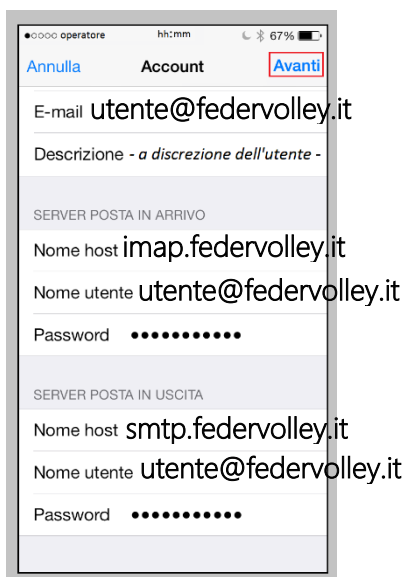 ●○○○○ operatore hh:mm 67%
Annulla Account Avanti
E-mail utente@federvolley.it
Descrizione - a discrezione dell'utente -
SERVER POSTA IN ARRIVO
Nome host imap.federvolley.it
Nome utente utente@federvolley.it
Password ●●●●●●●●●●●
SERVER POSTA IN USCITA
Nome host smtp.federvolley.it
Nome utente utente@federvolley.it
Password ●●●●●●●●●●●